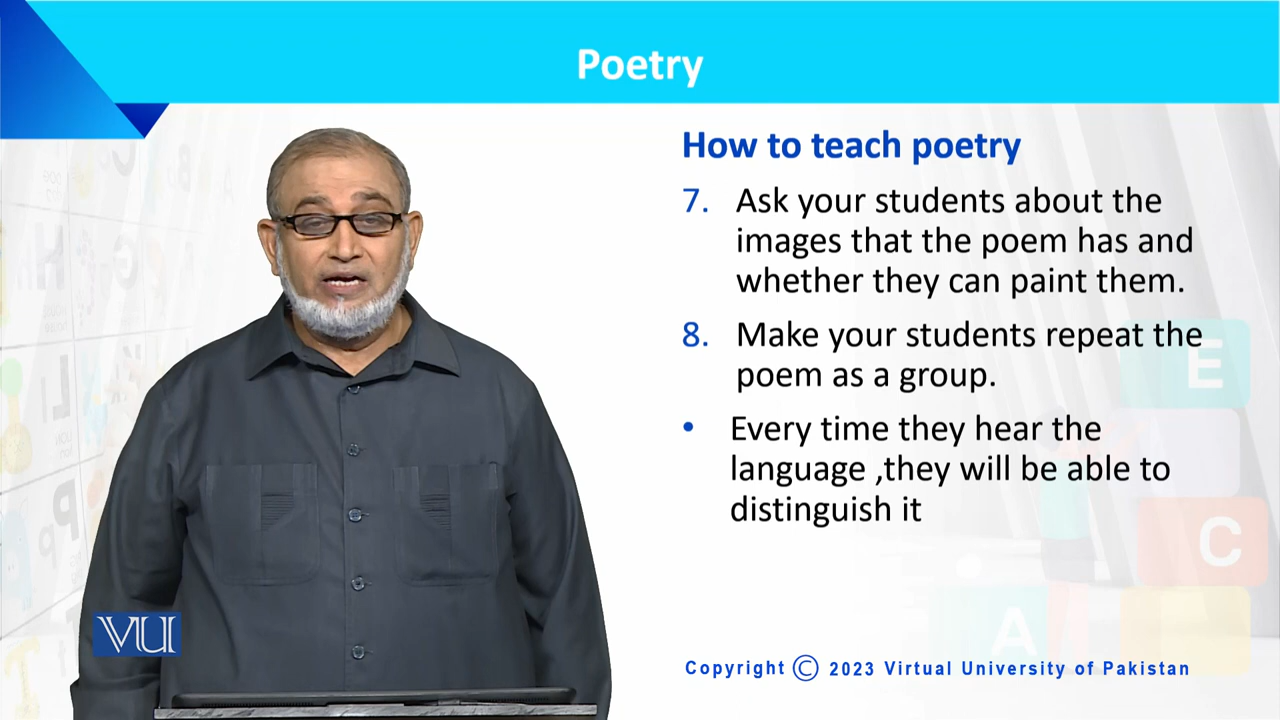 Poetry
How to teach poetry
7. Ask your students about the
images that the poem has and
whether they can paint them.
8. Make your students repeat the
poem as a group.
• Every time they hear the
language ,they will be able to
distinguish it
E
C
A
VU
Copyright © 2023 Virtual University of Pakistan